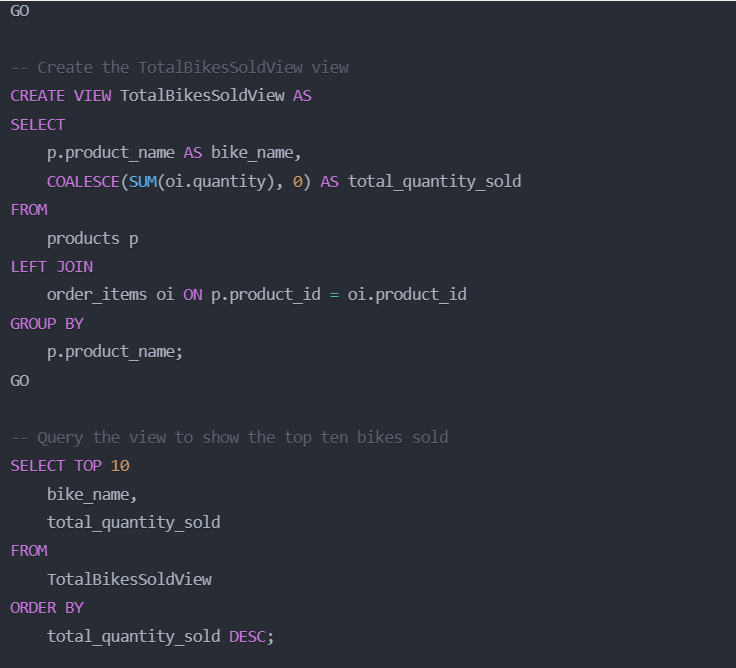 GO
-- Create the TotalBikesSoldView view
CREATE VIEW TotalBikesSoldView AS
SELECT
p.product_name AS bike_name,
COALESCE(SUM(oi.quantity), 0) AS total_quantity_sold
FROM
products p
LEFT JOIN
order_items oi ON p.product_id = oi.product_id
GROUP BY
p.product_name;
GO
-- Query the view to show the top ten bikes sold
SELECT TOP 10
bike_name,
total_quantity_sold
FROM
TotalBikesSoldView
ORDER BY
total_quantity_sold DESC;